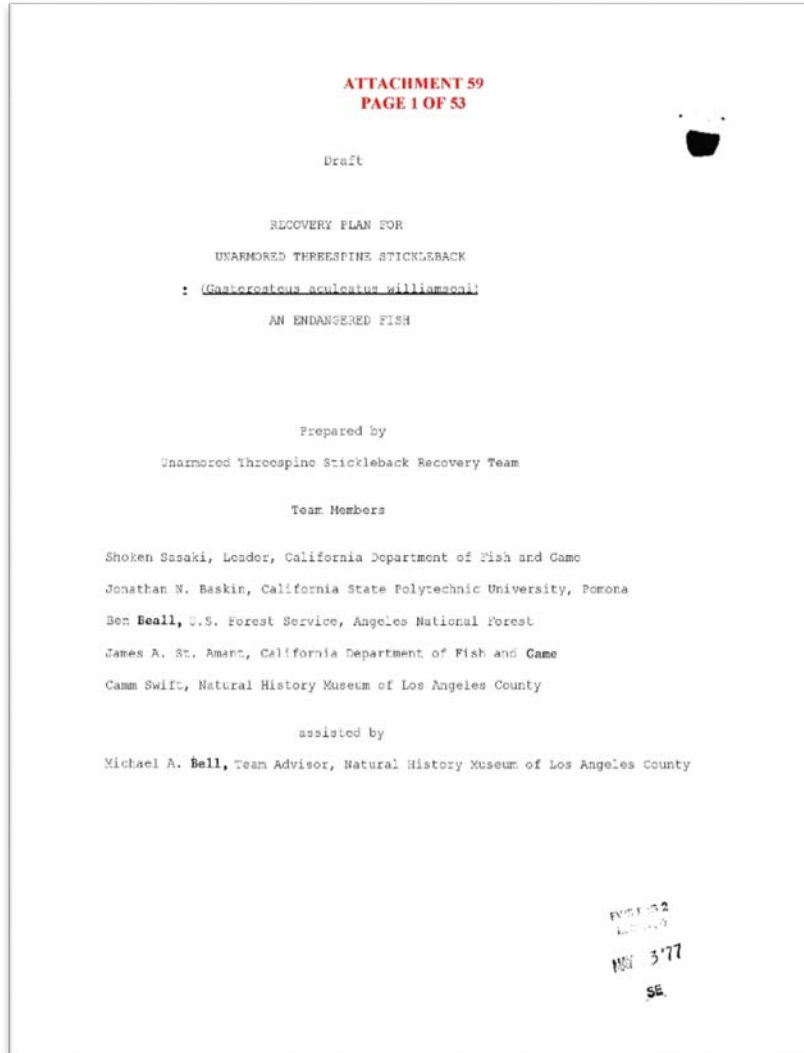 ATTACHMENT 59
PAGE 1 OF 53
Draft
RECOVERY PLAN FOR
UNARMORED THREESPINE STICKLEBACK
: (Gasterosteus aculeatus williamsoni)
AN ENDANGERED FISH
Prepared by
Unarmored Threespine Stickleback Recovery Team
Team Members
Shoken Sasaki, Leader, California Department of Fish and Game
Jonathan N. Baskin, California State Polytechnic University, Pomona
Ben Beall, U.S. Forest Service, Angeles National Forest
James A. St. Amant, California Department of Fish and Game
Camm Swift, Natural History Museum of Los Angeles County
assisted by
Michael A. Bell, Team Advisor, Natural History Museum of Los Angeles County
3'77
SE